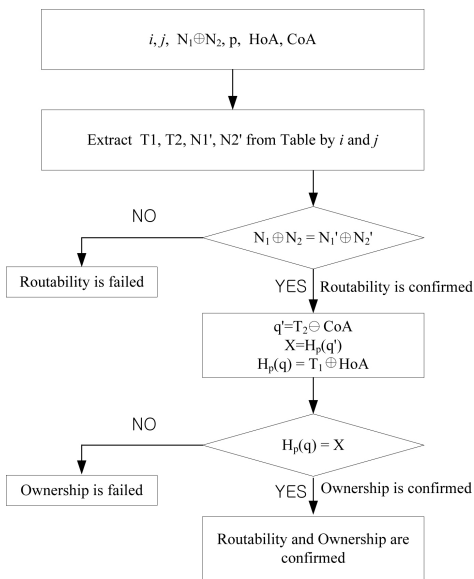 i, j, N₁⊕N₂, p, HoA, CoA
Extract T1, T2, N1', N2' from Table by i and j
NO
N₁⊕N₂ = N₁'⊕N₂'
Routability is failed
YES Routability is confirmed
q'=T₂⊖CoA
X=Hₚ(q')
Hₚ(q) = T₁⊕HoA
NO
Hₚ(q) = X
Ownership is failed
YES Ownership is confirmed
Routability and Ownership are
confirmed